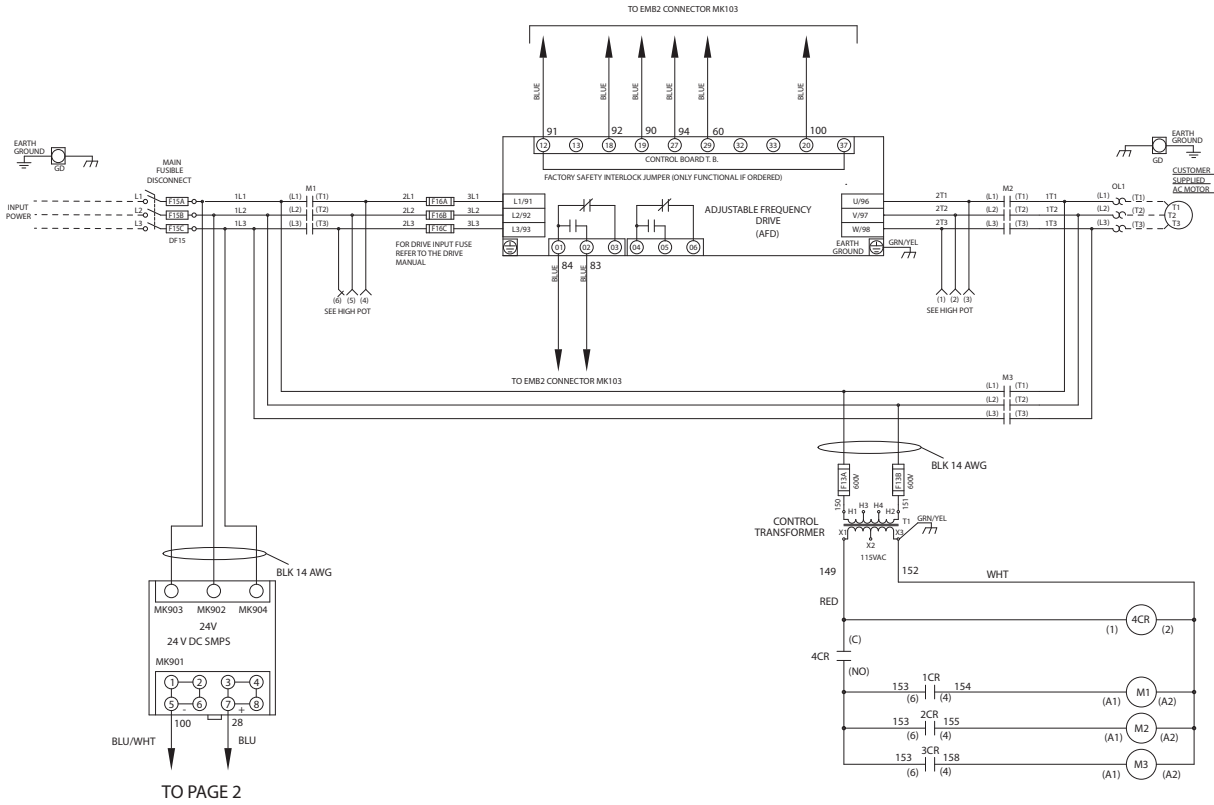 TO EMB2 CONNECTOR MK103
BLUE BLUE BLUE BLUE BLUE BLUE
91 92 90 94 60 100
12 13 18 19 27 29 32 33 20 37
CONTROL BOARD T. B.
FACTORY SAFETY INTERLOCK JUMPER (ONLY FUNCTIONAL IF ORDERED)
EARTH
GROUND
GD
MAIN
FUSIBLE
DISCONNECT
INPUT
POWER
L1 F15A 1L1 (L1) M1 (T1) 2L1 F16A 3L1 L1/91
L2 F15B 1L2 (L2) (T2) 2L2 F16B 3L2 L2/92
L3 F15C 1L3 (L3) (T3) 2L3 F16C 3L3 L3/93
DF15
FOR DRIVE INPUT FUSE
REFER TO THE DRIVE
MANUAL
(6) (5) (4)
SEE HIGH POT
ADJUSTABLE FREQUENCY
DRIVE
(AFD)
01 02 03 04 05 06
84 83
BLUE BLUE
TO EMB2 CONNECTOR MK103
EARTH
GROUND
GRN/YEL
U/96 2T1 (L1) M2 (T1) 1T1 (L1) OL1 (T1) T1
V/97 2T2 (L2) (T2) 1T2 (L2) (T2) T2
W/98 2T3 (L3) (T3) 1T3 (L3) (T3) T3
EARTH
GROUND
GD
CUSTOMER
SUPPLIED
AC MOTOR
(1) (2) (3)
SEE HIGH POT
M3
(L1) (T1)
(L2) (T2)
(L3) (T3)
BLK 14 AWG
F13A 600V F13B 600V
150 151
H1 H3 H4 H2
CONTROL
TRANSFORMER
T1
GRN/YEL
X1 X2 X3
115VAC
149 152
WHT
RED
(1) 4CR (2)
(C)
4CR
(NO)
1CR
153 154
(6) (4)
(A1) M1 (A2)
2CR
153 155
(6) (4)
(A1) M2 (A2)
3CR
153 158
(6) (4)
(A1) M3 (A2)
BLK 14 AWG
MK903 MK902 MK904
24V
24 V DC SMPS
MK901
1 2 3 4
5 - 6 7 + 8
100 28
BLU/WHT BLU
TO PAGE 2